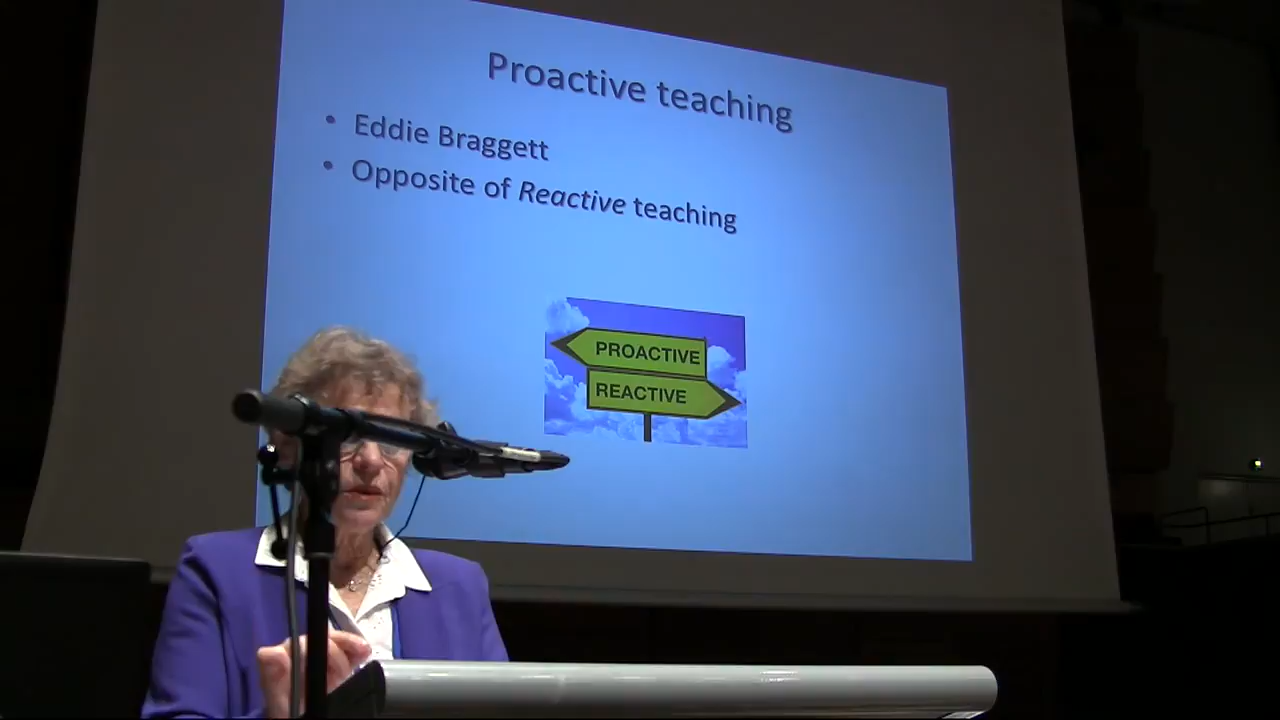 Proactive teaching
• Eddie Braggett
• Opposite of Reactive teaching
PROACTIVE
REACTIVE